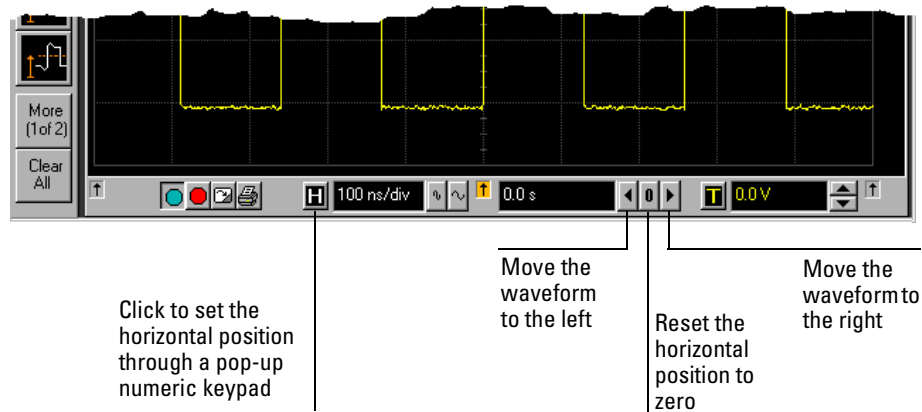 More
(1of 2)
Clear
All
H
100 ns/div
0.0 s
0
T
0.0 V
Move the
waveform
to the left
Move the
waveform to
the right
Click to set the
horizontal position
through a pop-up
numeric keypad
Reset the
horizontal
position to
zero